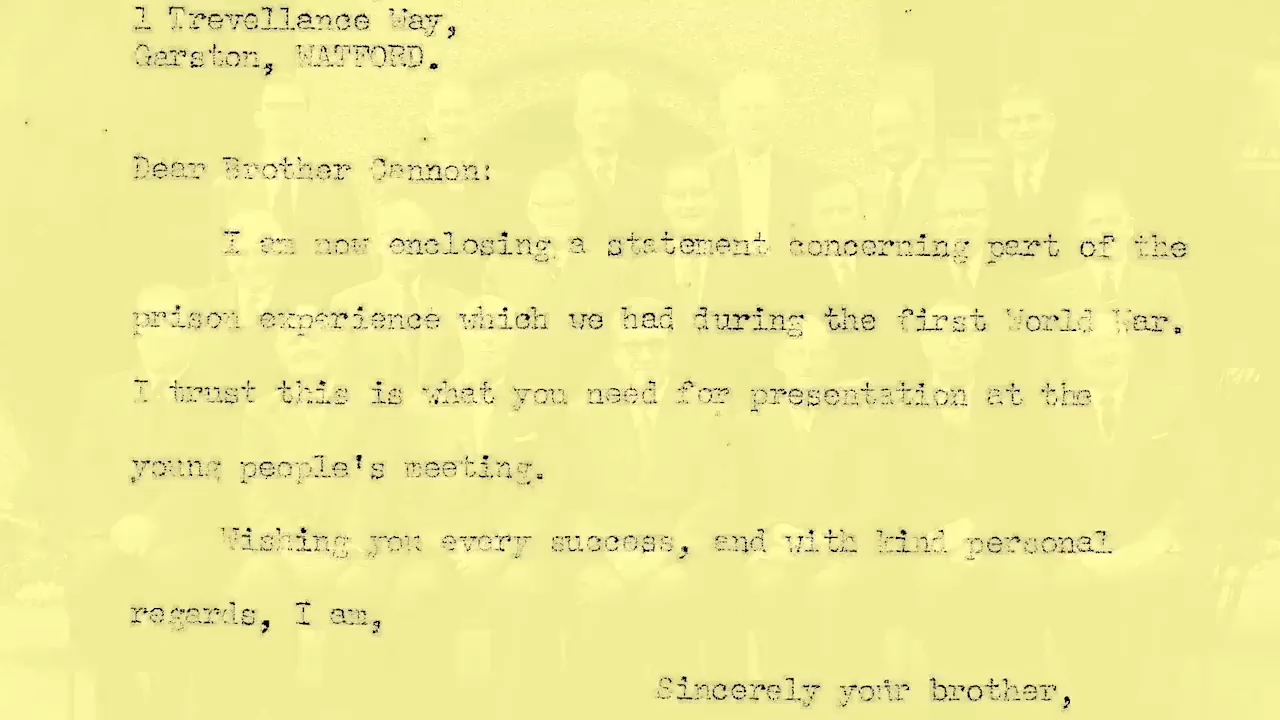 1 Trevellance Way,
Garston, WATFORD.
Dear Brother Cannon:
I am now enclosing a statement concerning part of the
prison experience which we had during the first World War.
I trust this is what you need for presentation at the
young people's meeting.
Wishing you every success, and with kind personal
regards, I am,
Sincerely your brother,